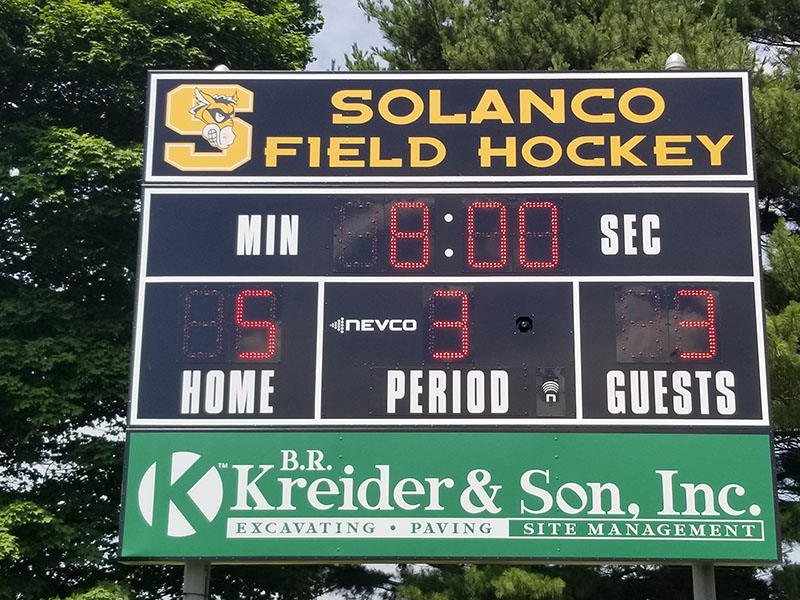 S SOLANCO
FIELD HOCKEY
MIN 8:00 SEC
5 NEVCO 3 3
HOME PERIOD n GUESTS
K™ B.R.
Kreider & Son, Inc.
EXCAVATING • PAVING SITE MANAGEMENT